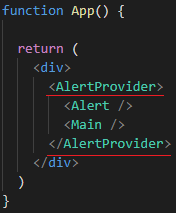 function App() {
return (
<div>
<AlertProvider>
<Alert />
<Main />
</AlertProvider>
</div>
)
}